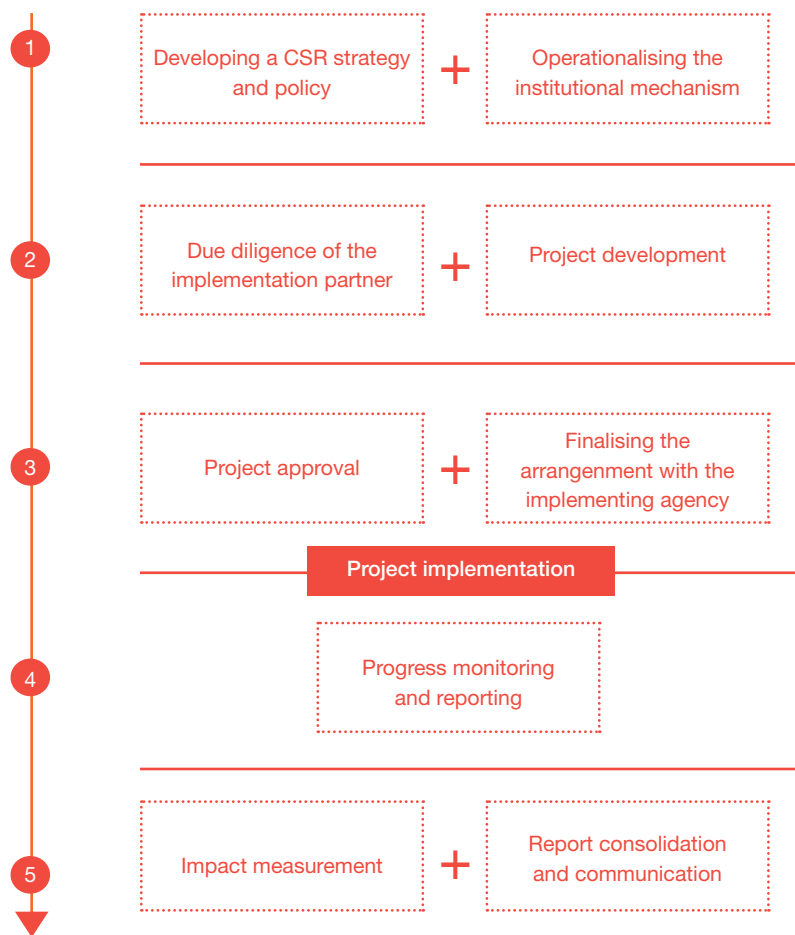 1
Developing a CSR strategy
and policy
+
Operationalising the
institutional mechanism
2
Due diligence of the
implementation partner
+
Project development
3
Project approval
+
Finalising the
arrangenment with the
implementing agency
Project implementation
4
Progress monitoring
and reporting
5
Impact measurement
+
Report consolidation
and communication